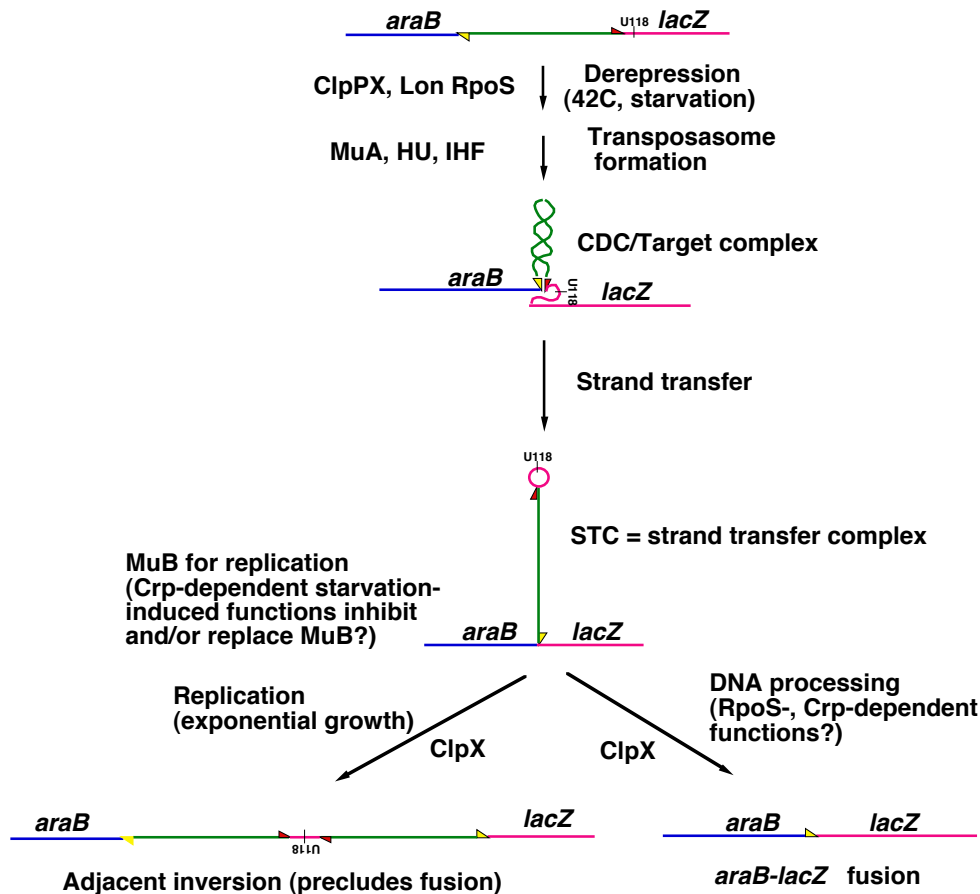 araB U118 lacZ
ClpPX, Lon RpoS
Derepression
(42C, starvation)
MuA, HU, IHF
Transposasome
formation
CDC/Target complex
araB U118 lacZ
Strand transfer
U118
STC = strand transfer complex
MuB for replication
(Crp-dependent starvation-
induced functions inhibit
and/or replace MuB?)
araB lacZ
Replication
(exponential growth)
ClpX
DNA processing
(RpoS-, Crp-dependent
functions?)
ClpX
araB U118 lacZ
Adjacent inversion (precludes fusion)
araB lacZ
araB-lacZ fusion